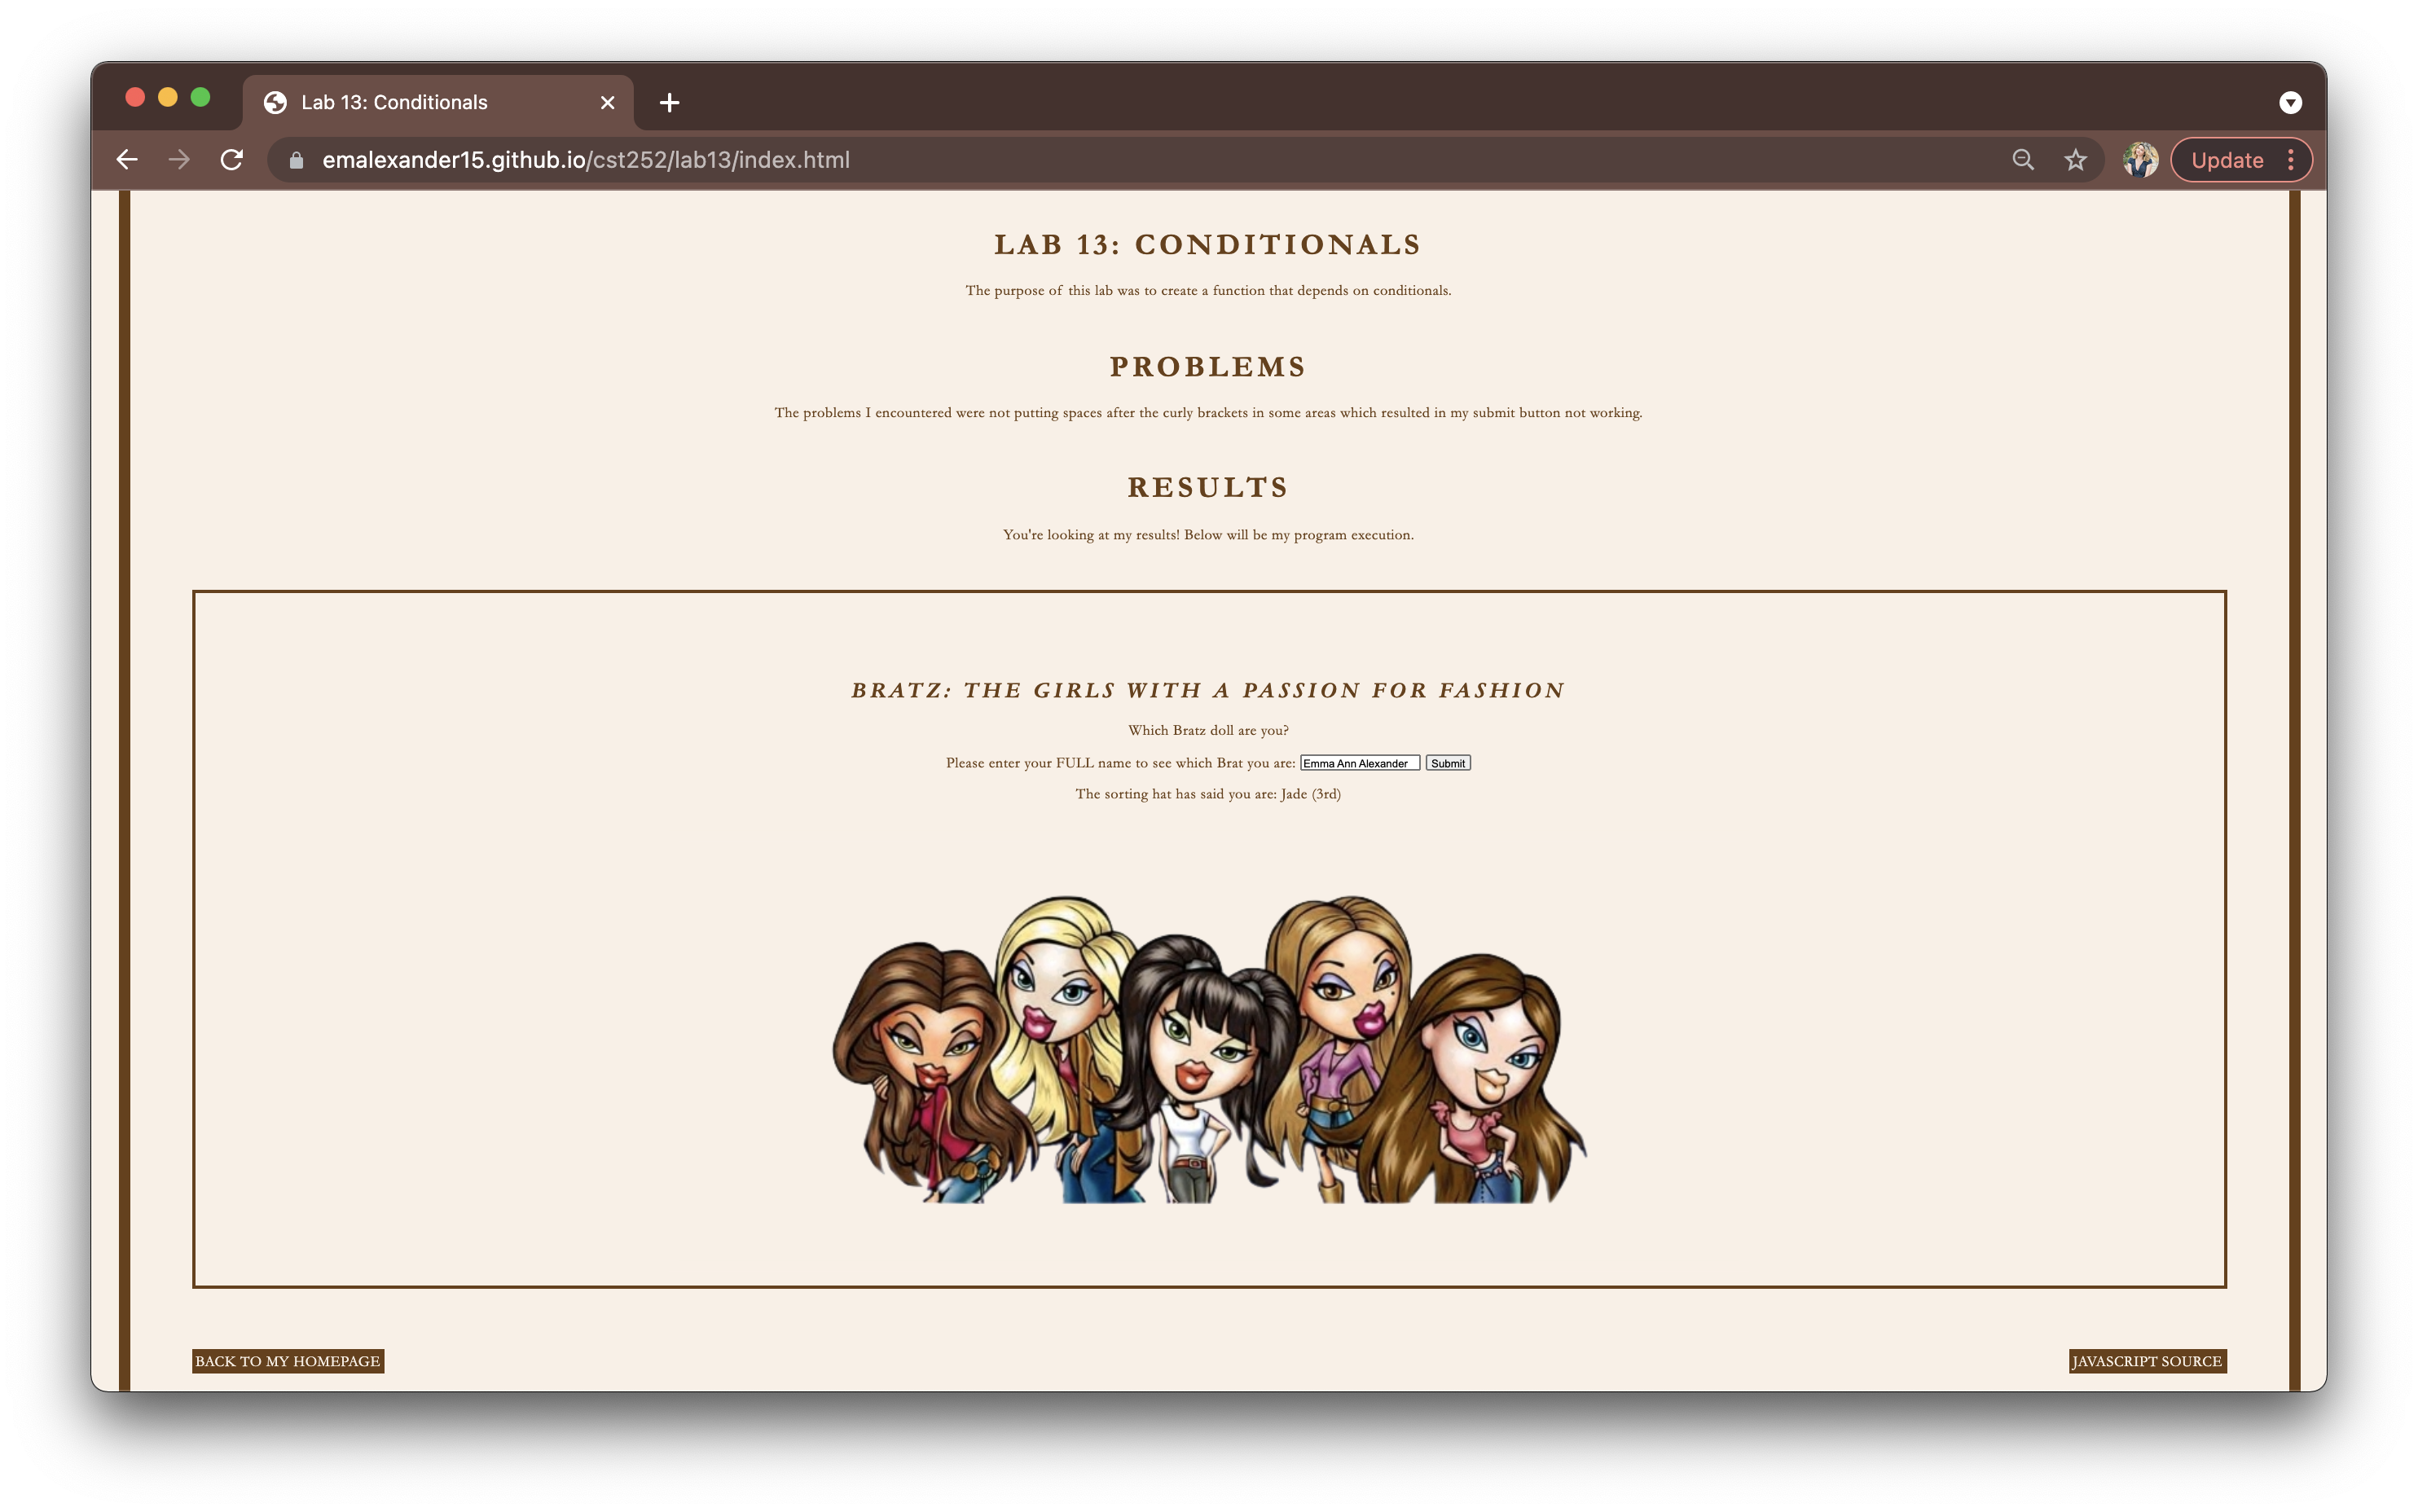 Lab 13: Conditionals
emalexander15.github.io/cst252/lab13/index.html
Update
LAB 13: CONDITIONALS
The purpose of this lab was to create a function that depends on conditionals.
PROBLEMS
The problems I encountered were not putting spaces after the curly brackets in some areas which resulted in my submit button not working.
RESULTS
You're looking at my results! Below will be my program execution.
BRATZ: THE GIRLS WITH A PASSION FOR FASHION
Which Bratz doll are you?
Please enter your FULL name to see which Brat you are: Emma Ann Alexander Submit
The sorting hat has said you are: Jade (3rd)
BACK TO MY HOMEPAGE JAVASCRIPT SOURCE